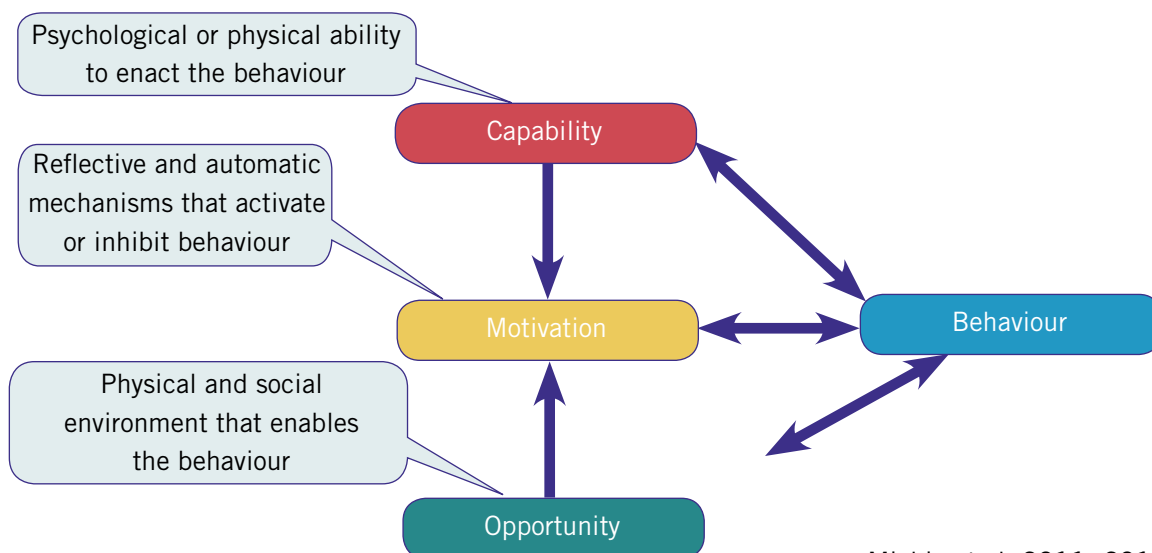 Psychological or physical ability
to enact the behaviour
Capability
Reflective and automatic
mechanisms that activate
or inhibit behaviour
Motivation
Behaviour
Physical and social
environment that enables
the behaviour
Opportunity